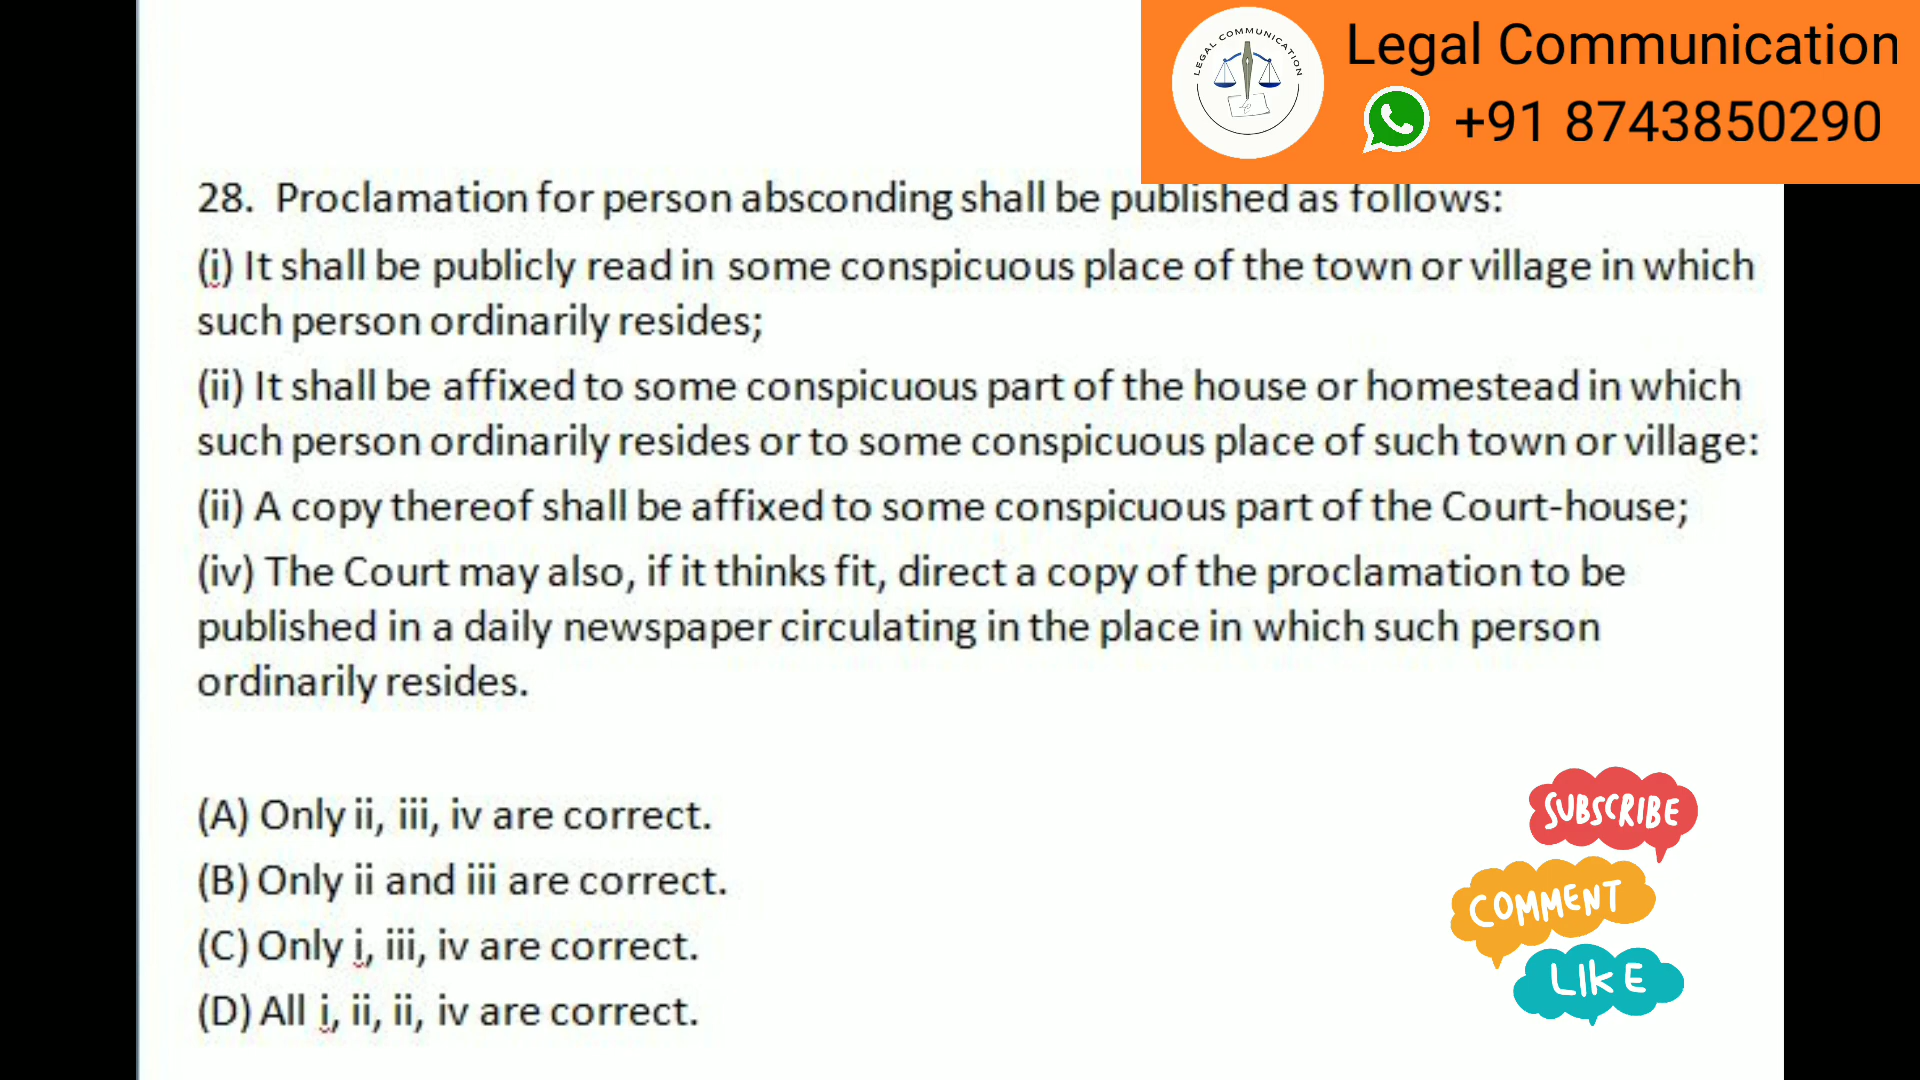 LEGAL COMMUNICATION
Legal Communication
+91 8743850290
28. Proclamation for person absconding shall be published as follows:
(i) It shall be publicly read in some conspicuous place of the town or village in which
such person ordinarily resides;
(ii) It shall be affixed to some conspicuous part of the house or homestead in which
such person ordinarily resides or to some conspicuous place of such town or village:
(ii) A copy thereof shall be affixed to some conspicuous part of the Court-house;
(iv) The Court may also, if it thinks fit, direct a copy of the proclamation to be
published in a daily newspaper circulating in the place in which such person
ordinarily resides.
(A) Only ii, iii, iv are correct.
(B) Only ii and iii are correct.
(C) Only i, iii, iv are correct.
(D) All i, ii, ii, iv are correct.
SUBSCRIBE
COMMENT
LIKE